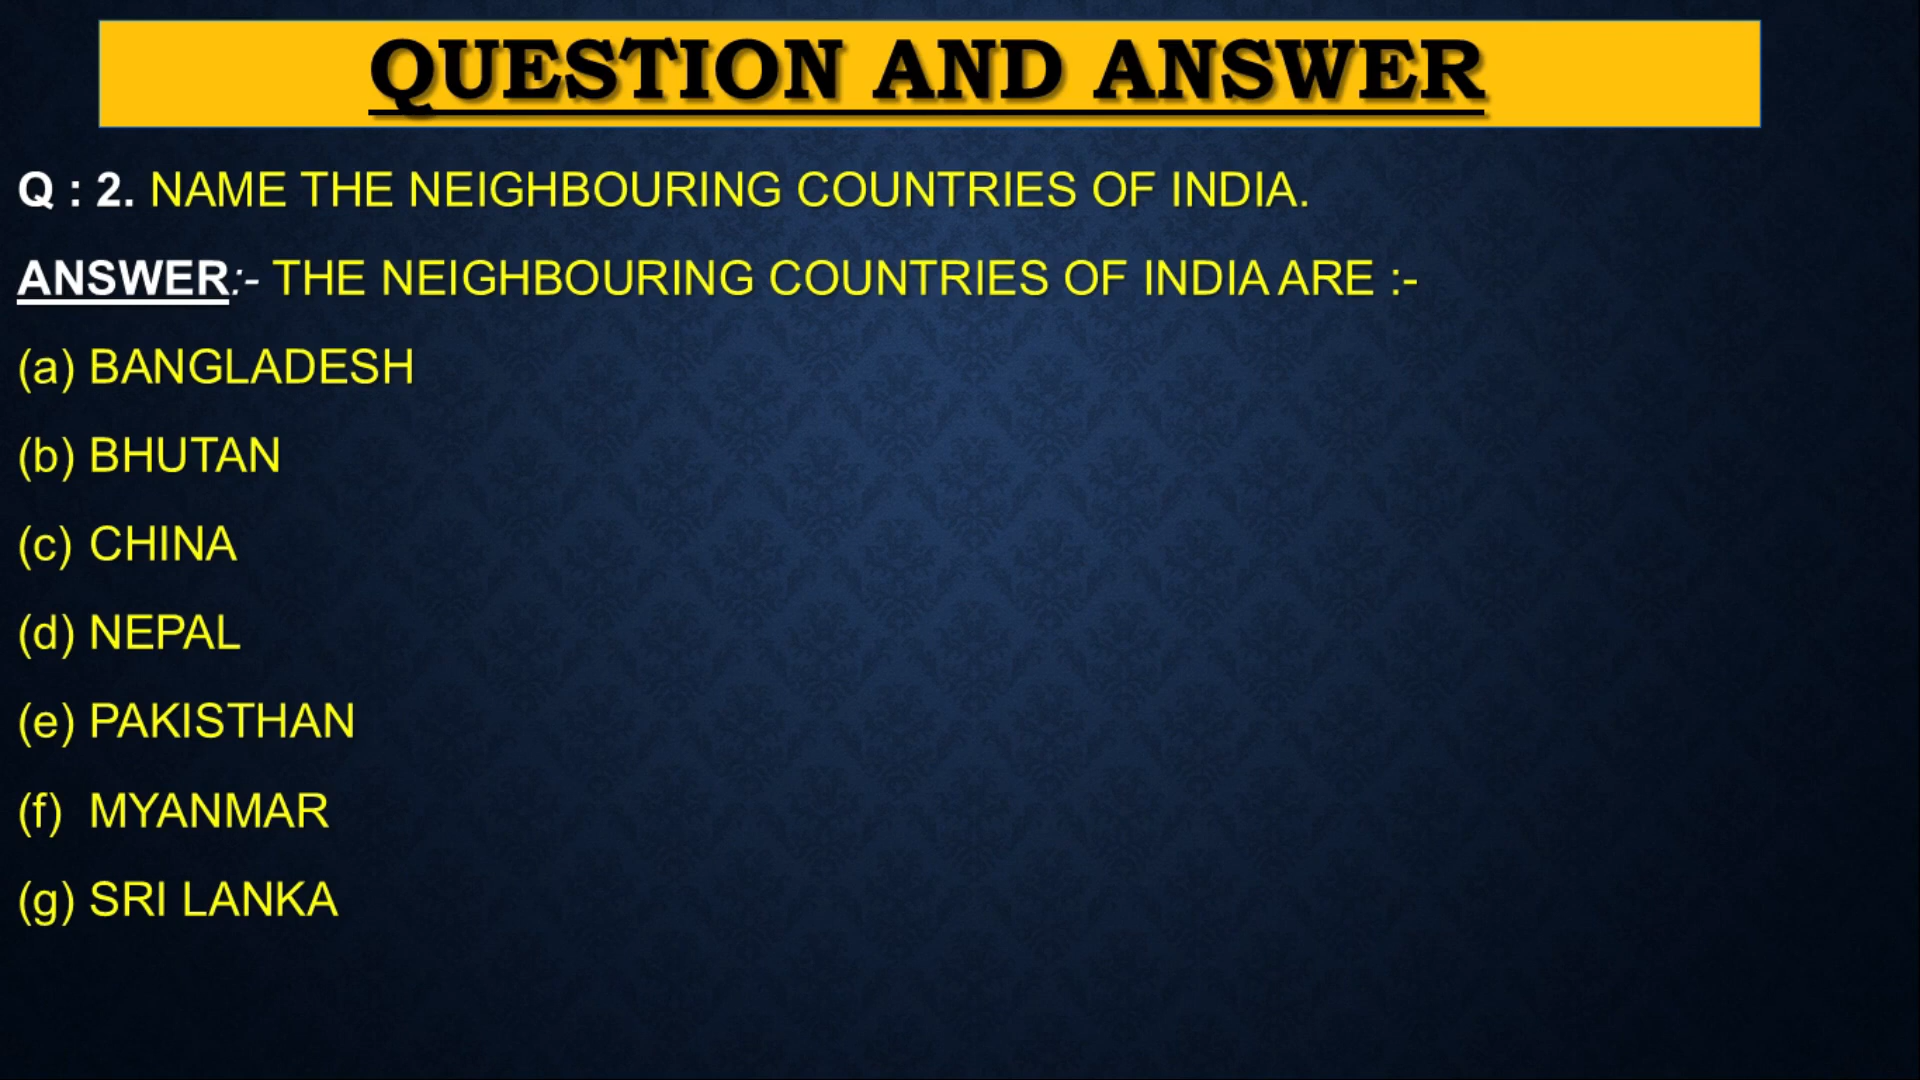 QUESTION AND ANSWER
Q : 2. NAME THE NEIGHBOURING COUNTRIES OF INDIA.
ANSWER:- THE NEIGHBOURING COUNTRIES OF INDIA ARE :-
(a) BANGLADESH
(b) BHUTAN
(c) CHINA
(d) NEPAL
(e) PAKISTHAN
(f) MYANMAR
(g) SRI LANKA